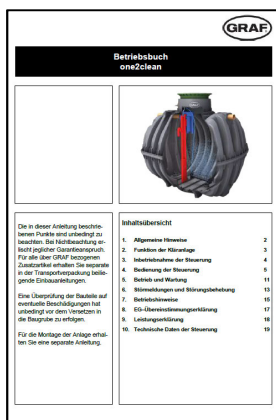 GRAF
Betriebsbuch
one2clean
Die in dieser Anleitung beschrie-
benen Punkte sind unbedingt zu
beachten. Bei Nichtbeachtung er-
lischt jeglicher Garantieanspruch.
Für alle über GRAF bezogenen
Zusatzartikel erhalten Sie separate
in der Transportverpackung beilie-
gende Einbauanleitungen.
Eine Überprüfung der Bauteile auf
eventuelle Beschädigungen hat
unbedingt vor dem Versetzen in
die Baugrube zu erfolgen.
Für die Montage der Anlage erhal-
ten Sie eine separate Anleitung.
Inhaltsübersicht
1. Allgemeine Hinweise 2
2. Funktion der Kläranlage 3
3. Inbetriebnahme der Steuerung 4
4. Bedienung der Steuerung 5
5. Betrieb und Wartung 11
6. Störmeldungen und Störungsbehebung 13
7. Betriebshinweise 15
8. EG-Übereinstimmungserklärung 17
9. Leistungserklärung 18
10. Technische Daten der Steuerung 19